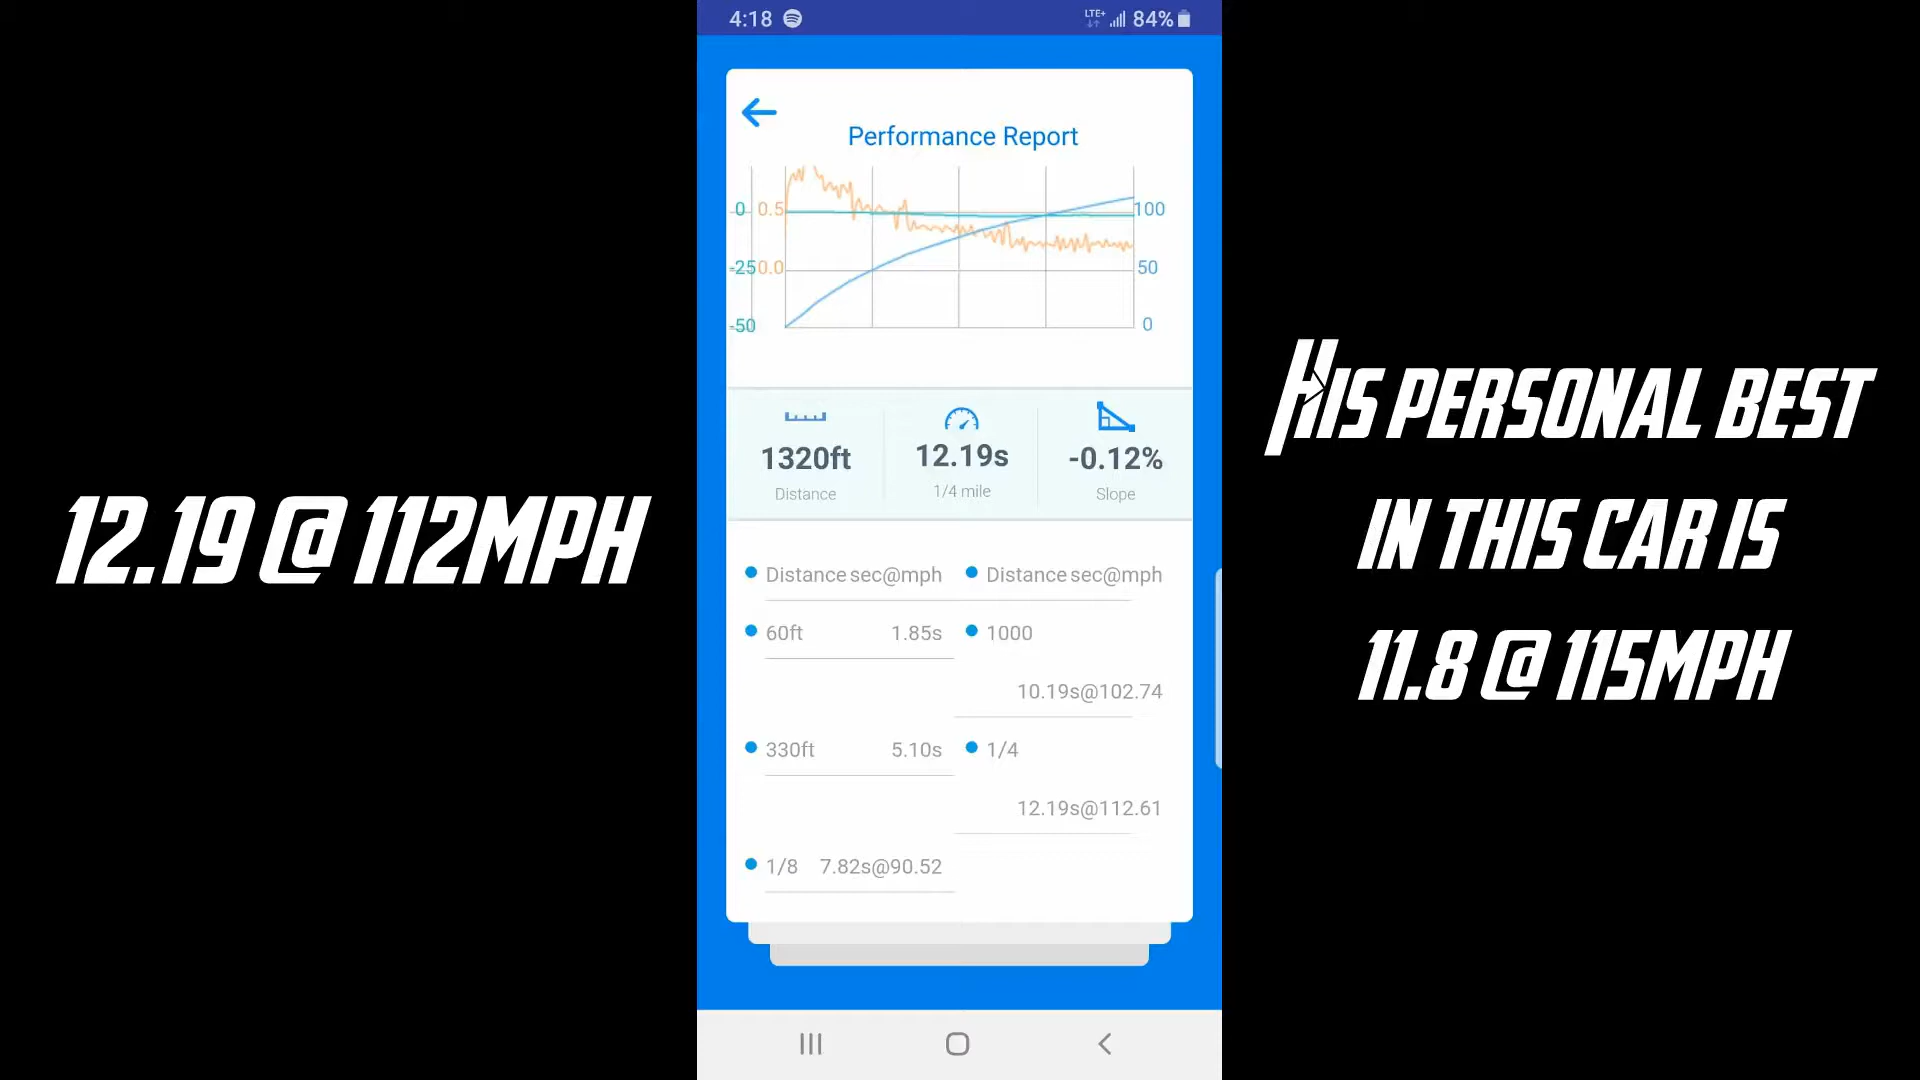 4:18
LTE+ 84%
Performance Report
0 0.5 100
-25 0.0 50
-50 0
1320ft 12.19s -0.12%
Distance 1/4 mile Slope
Distance sec@mph Distance sec@mph
60ft 1.85s 1000
10.19s@102.74
330ft 5.10s 1/4
12.19s@112.61
1/8 7.82s@90.52
12.19 @ 112MPH
HIS PERSONAL BEST
IN THIS CAR IS
11.8 @ 115MPH